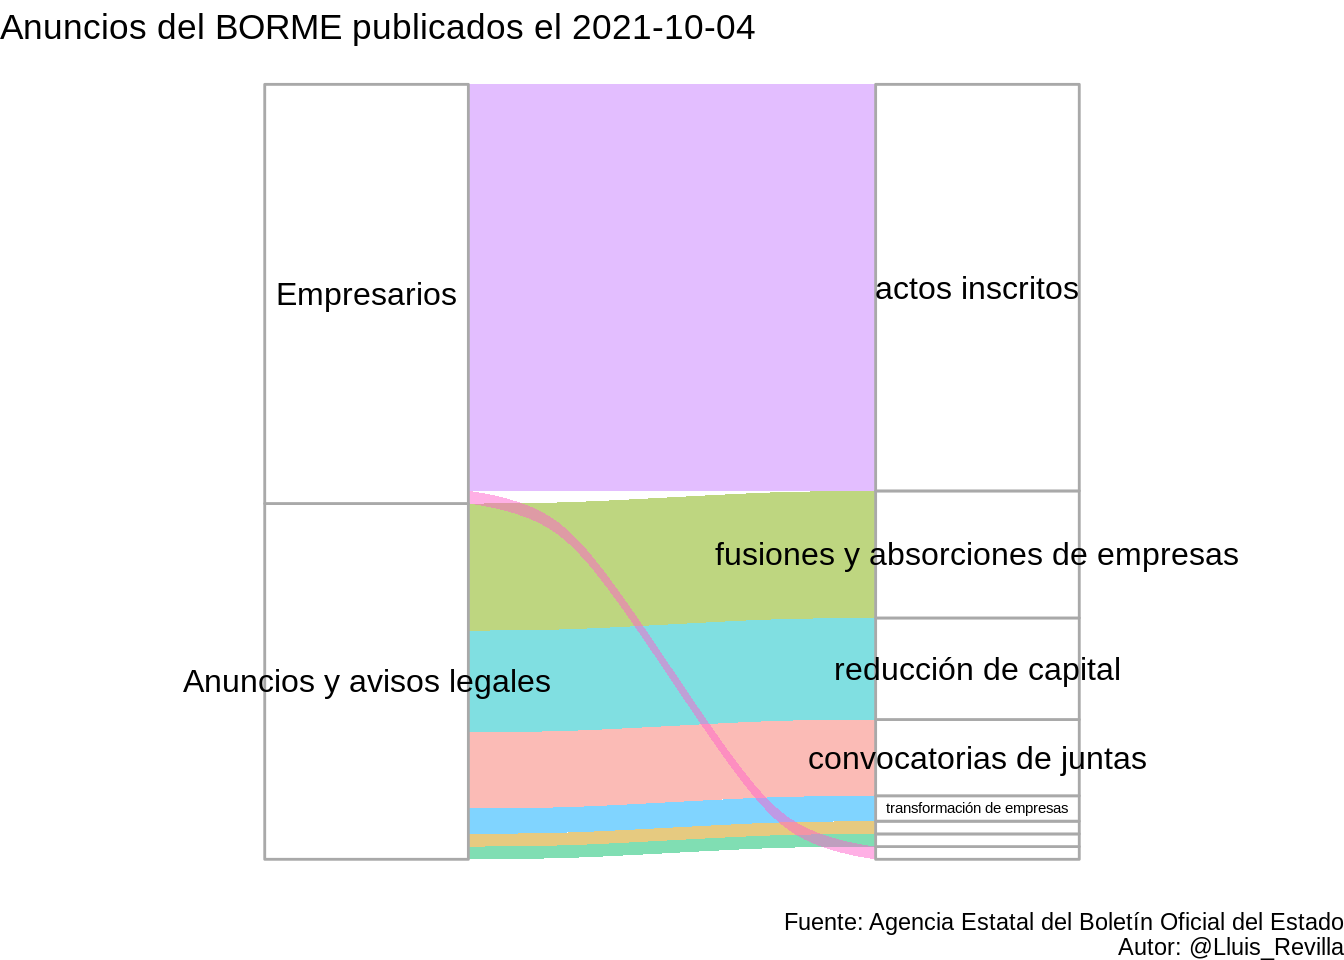 Anuncios del BORME publicados el 2021-10-04
Empresarios
actos inscritos
fusiones y absorciones de empresas
Anuncios y avisos legales
reducción de capital
convocatorias de juntas
transformación de empresas
Fuente: Agencia Estatal del Boletín Oficial del Estado
Autor: @Lluis_Revilla